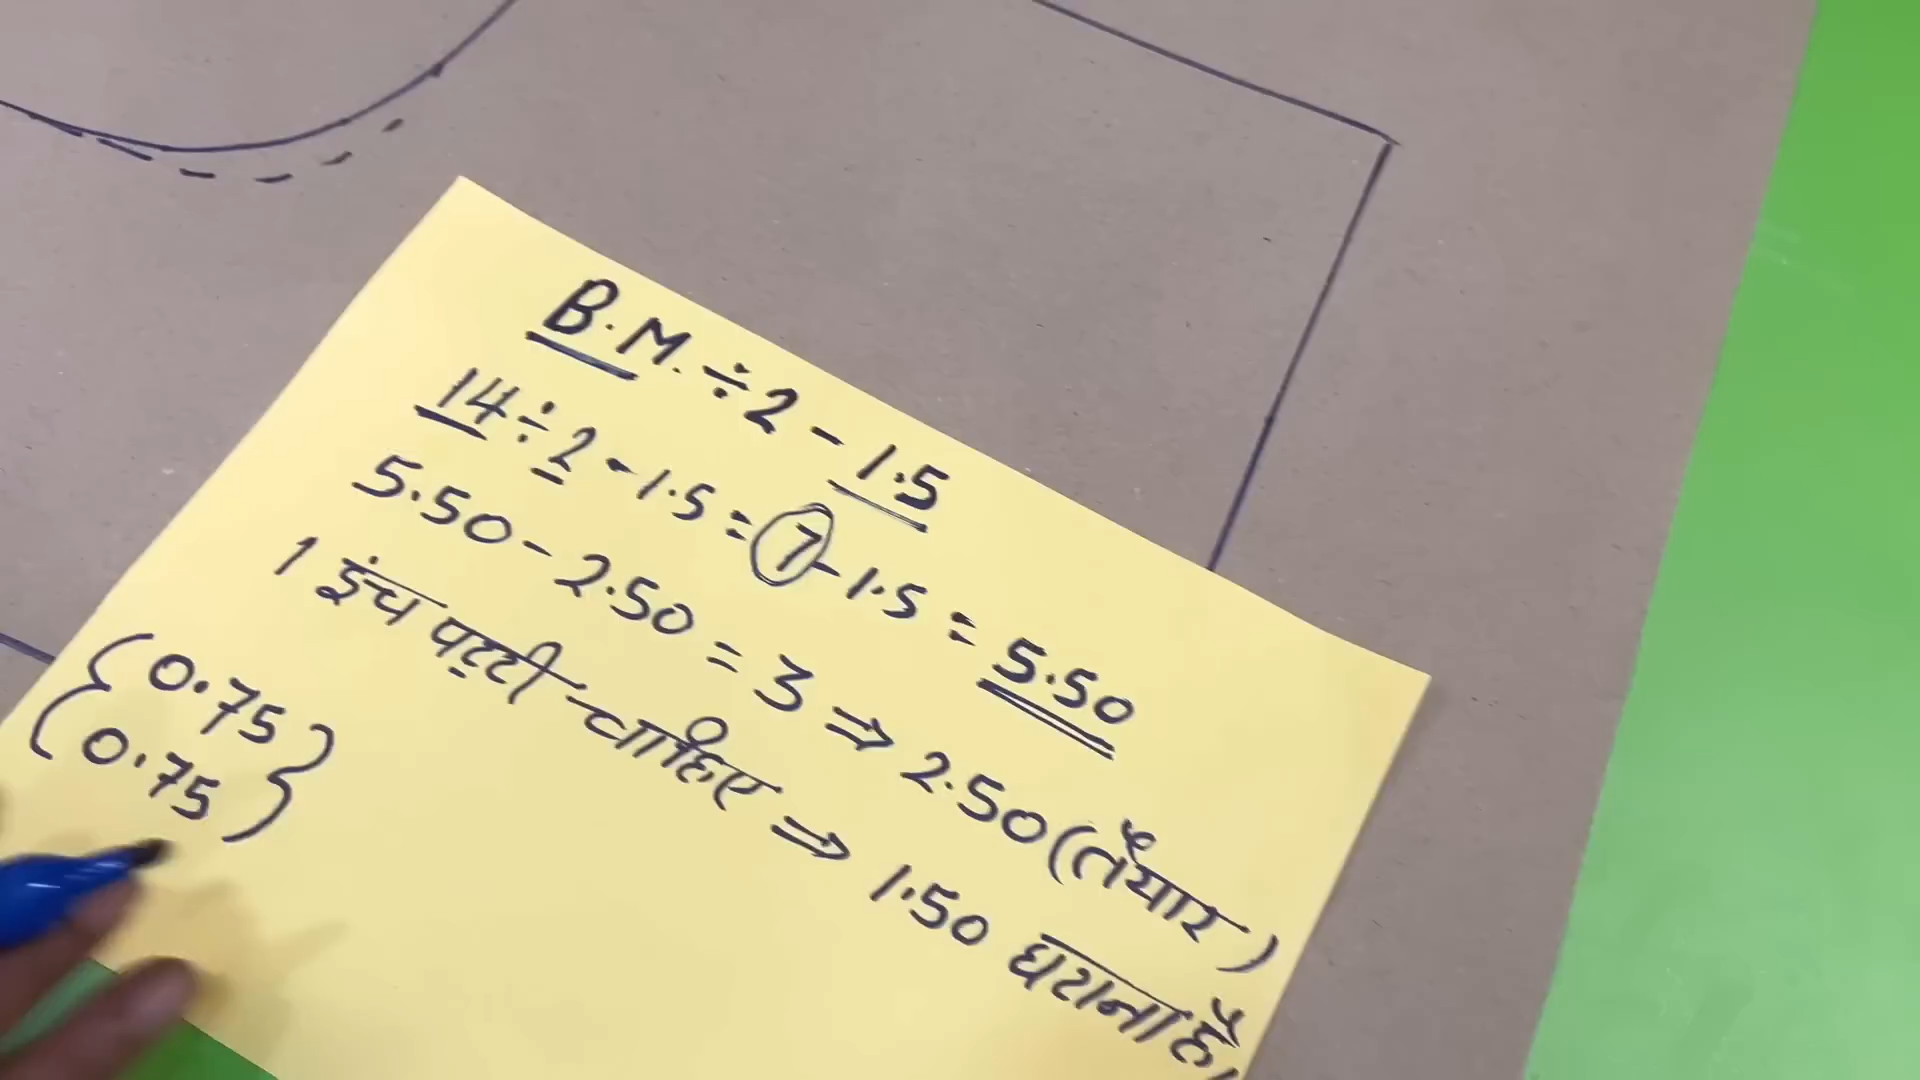 B.M. ÷ 2 - 1.5
14 ÷ 2 - 1.5 = 7 - 1.5 = 5.50
5.50 - 2.50 = 3 ⇒ 2.50 (तैयार)
1 इंच पट्टी चाहिए ⇒ 1.50 घटाना है,
{0.75
0.75}